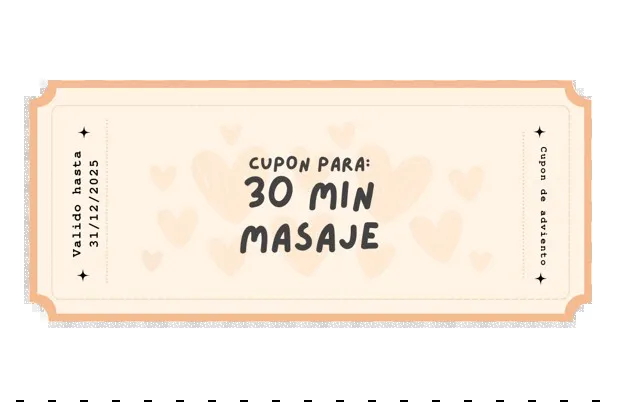 Valido hasta
31/12/2025
CUPON PARA:
30 MIN
MASAJE
Cupon de adviento